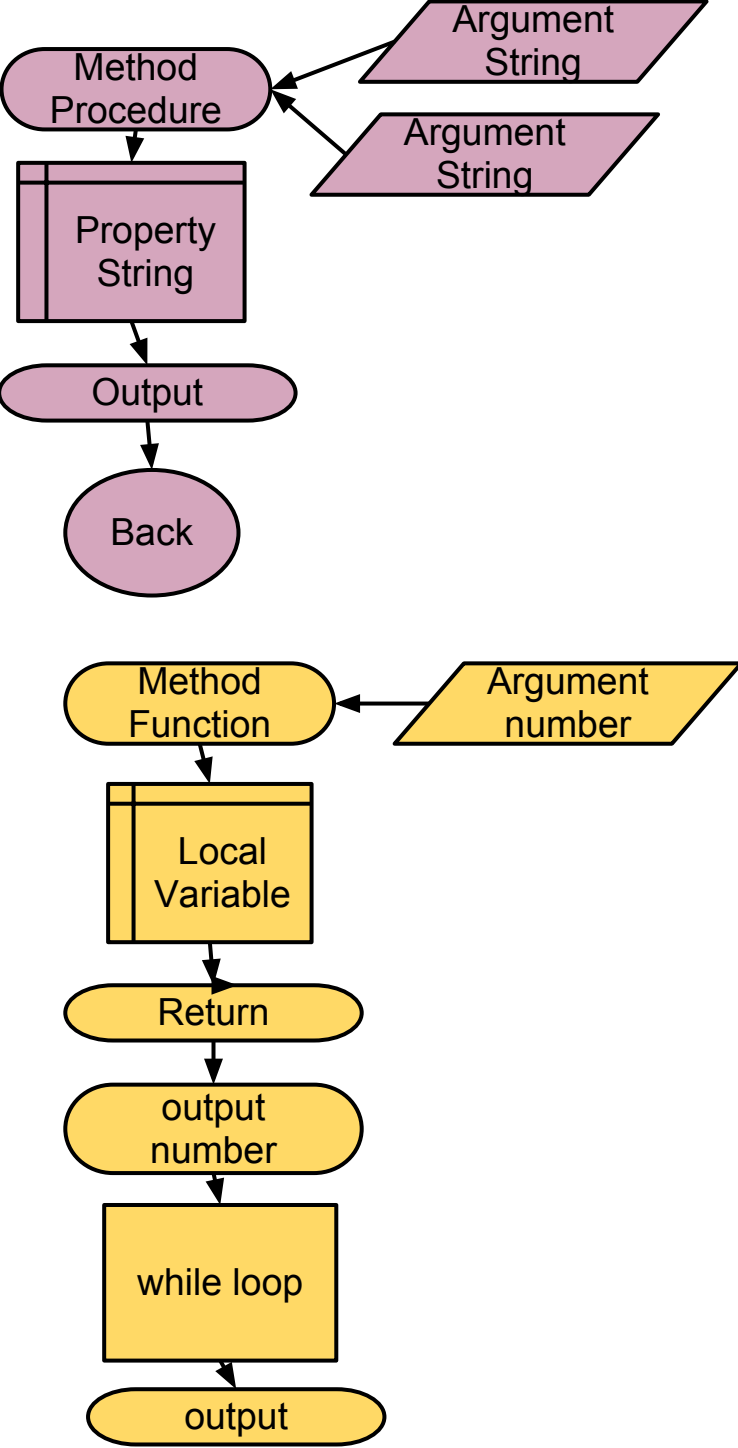 Argument
String
Method
Procedure
Argument
String
Property
String
Output
Back
Method
Function
Argument
number
Local
Variable
Return
output
number
while loop
output